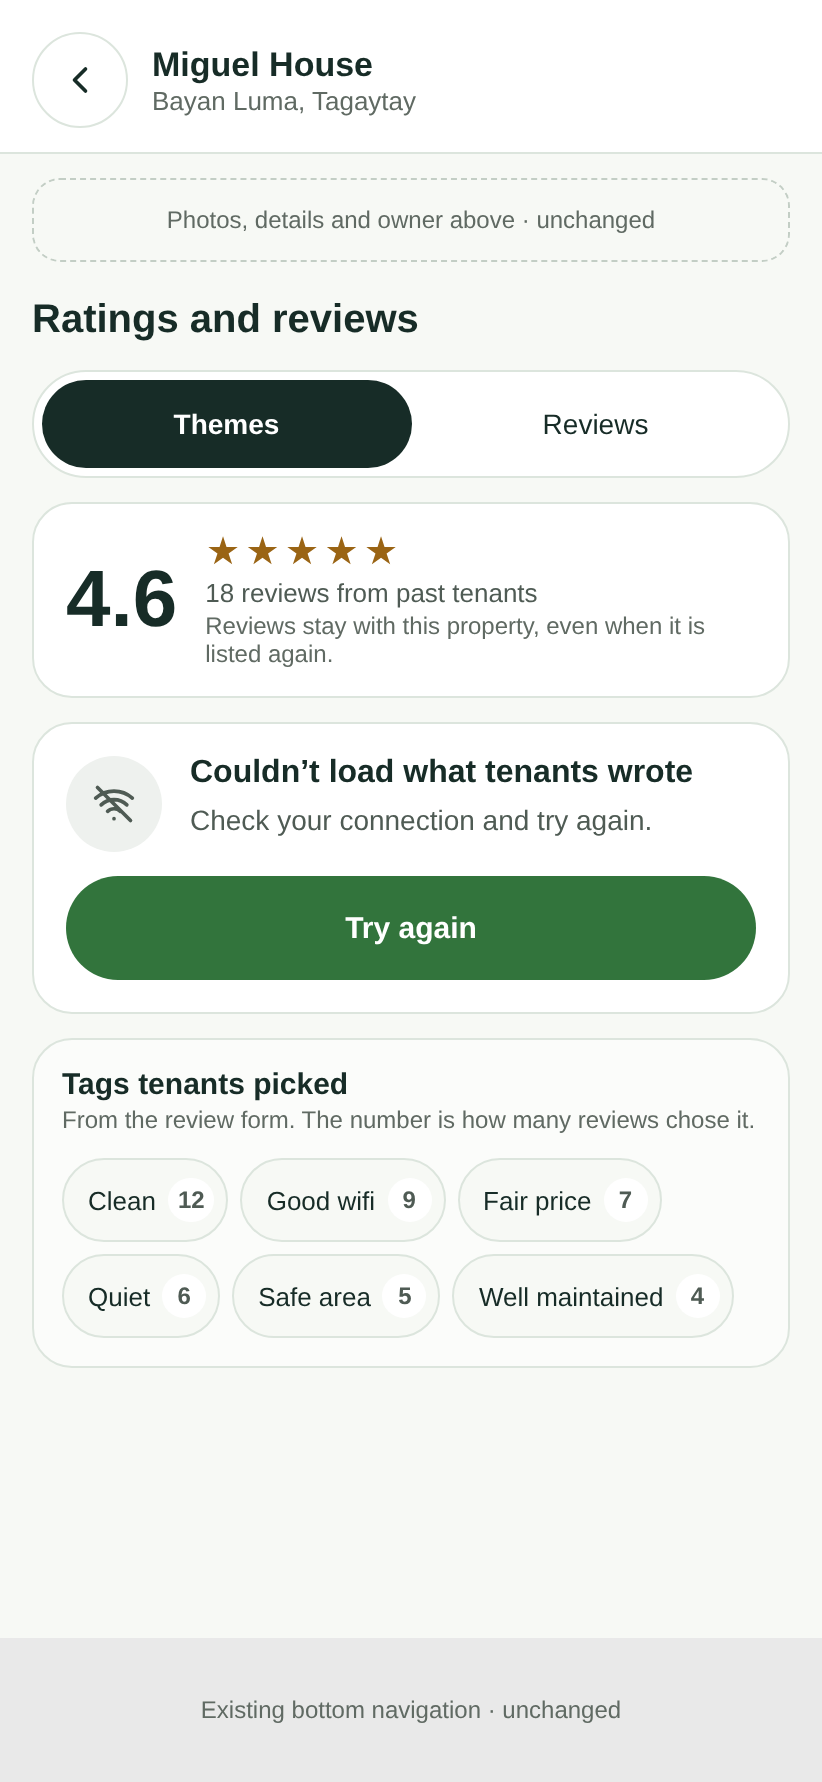 Miguel House
Bayan Luma, Tagaytay
Photos, details and owner above · unchanged
Ratings and reviews
Themes
Reviews
★★★★★
4.6
18 reviews from past tenants
Reviews stay with this property, even when it is
listed again.
Couldn’t load what tenants wrote
Check your connection and try again.
Try again
Tags tenants picked
From the review form. The number is how many reviews chose it.
Clean 12 Good wifi 9 Fair price 7
Quiet 6 Safe area 5 Well maintained 4
Existing bottom navigation · unchanged